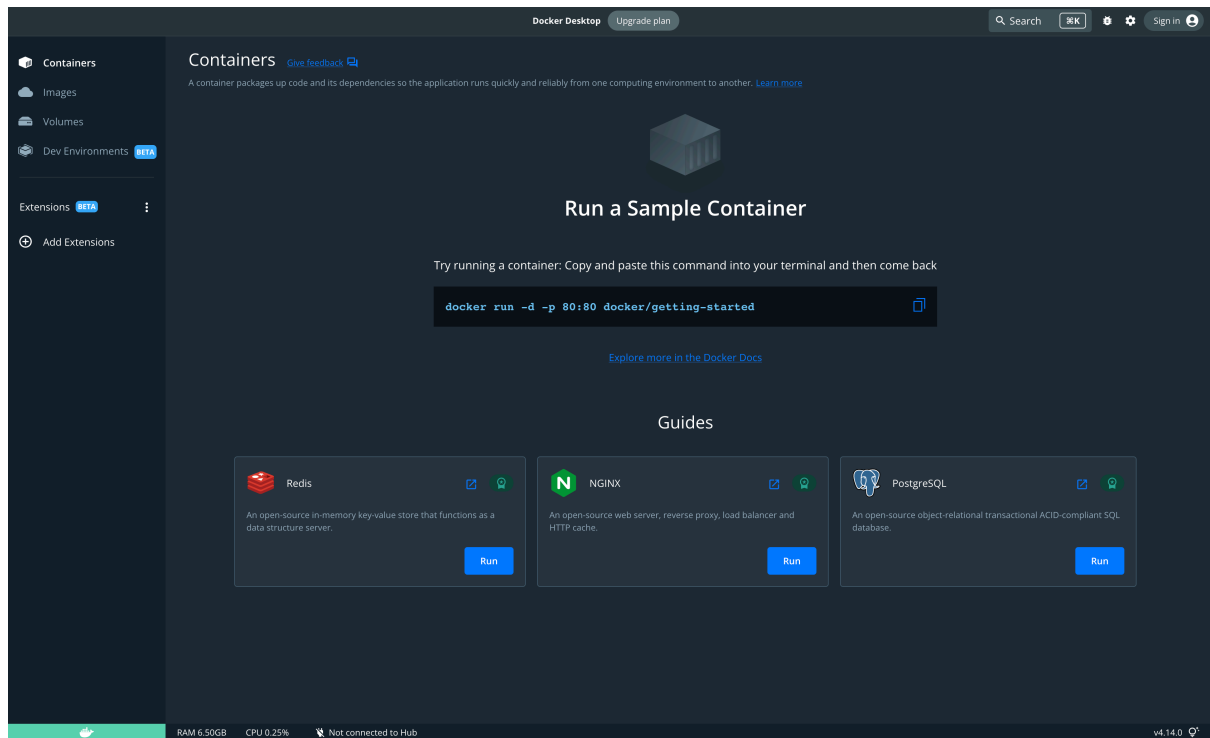 Docker Desktop Upgrade plan
Search ⌘K Sign in
Containers
Images
Volumes
Dev Environments BETA
Extensions BETA
Add Extensions
Containers Give feedback
A container packages up code and its dependencies so the application runs quickly and reliably from one computing environment to another. Learn more
Run a Sample Container
Try running a container: Copy and paste this command into your terminal and then come back
docker run -d -p 80:80 docker/getting-started
Explore more in the Docker Docs
Guides
Redis
An open-source in-memory key-value store that functions as a
data structure server.
Run
N NGINX
An open-source web server, reverse proxy, load balancer and
HTTP cache.
Run
PostgreSQL
An open-source object-relational transactional ACID-compliant SQL
database.
Run
RAM 6.50GB CPU 0.25% Not connected to Hub v4.14.0